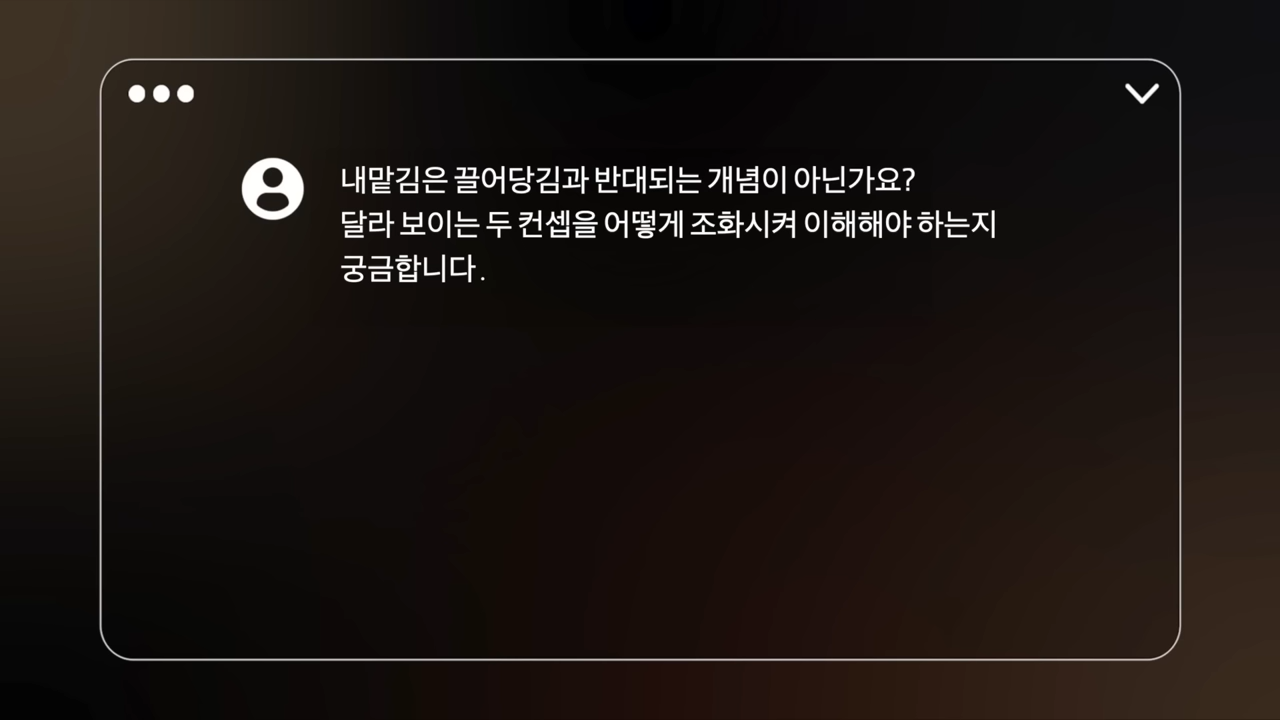 내맡김은 끌어당김과 반대되는 개념이 아닌가요?
달라 보이는 두 컨셉을 어떻게 조화시켜 이해해야 하는지
궁금합니다.